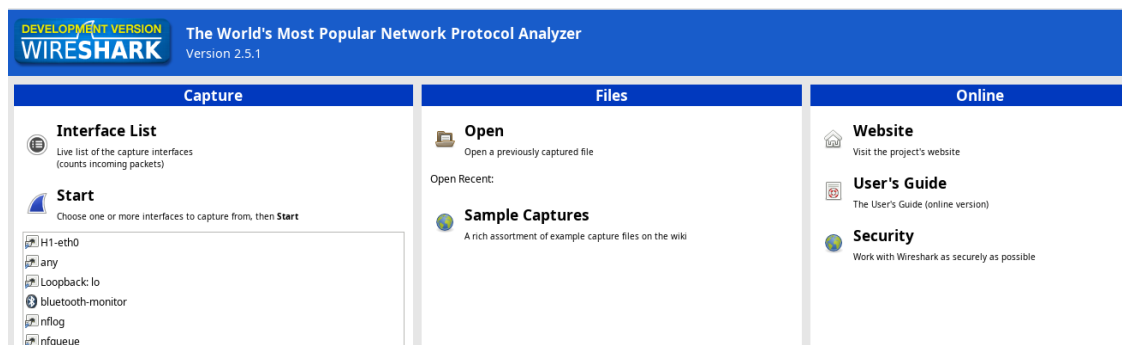 DEVELOPMENT VERSION
WIRESHARK
The World's Most Popular Network Protocol Analyzer
Version 2.5.1
Capture
Interface List
Live list of the capture interfaces
(counts incoming packets)
Start
Choose one or more interfaces to capture from, then Start
H1-eth0
any
Loopback: lo
bluetooth-monitor
nflog
nfqueue
Files
Open
Open a previously captured file
Open Recent:
Sample Captures
A rich assortment of example capture files on the wiki
Online
Website
Visit the project's website
User's Guide
The User's Guide (online version)
Security
Work with Wireshark as securely as possible